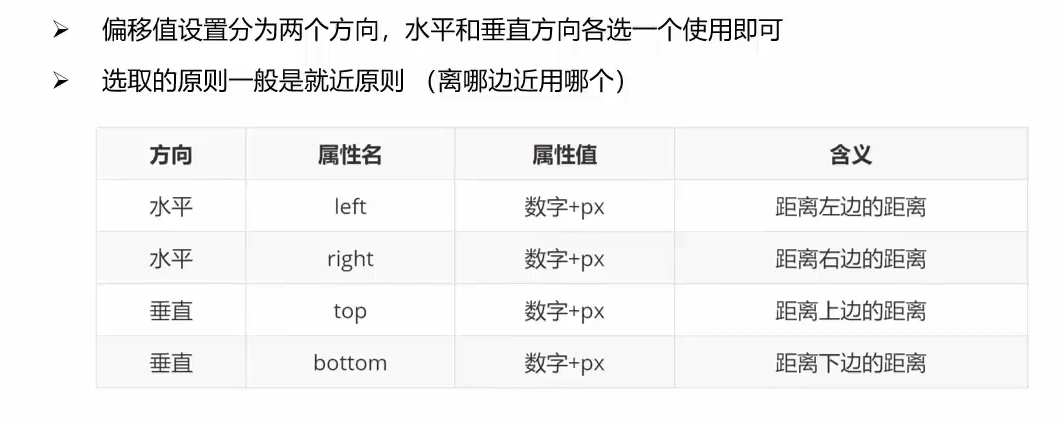 ➢ 偏移值设置分为两个方向，水平和垂直方向各选一个使用即可
➢ 选取的原则一般是就近原则 （离哪边近用哪个）
方向 属性名 属性值 含义
水平 left 数字+px 距离左边的距离
水平 right 数字+px 距离右边的距离
垂直 top 数字+px 距离上边的距离
垂直 bottom 数字+px 距离下边的距离